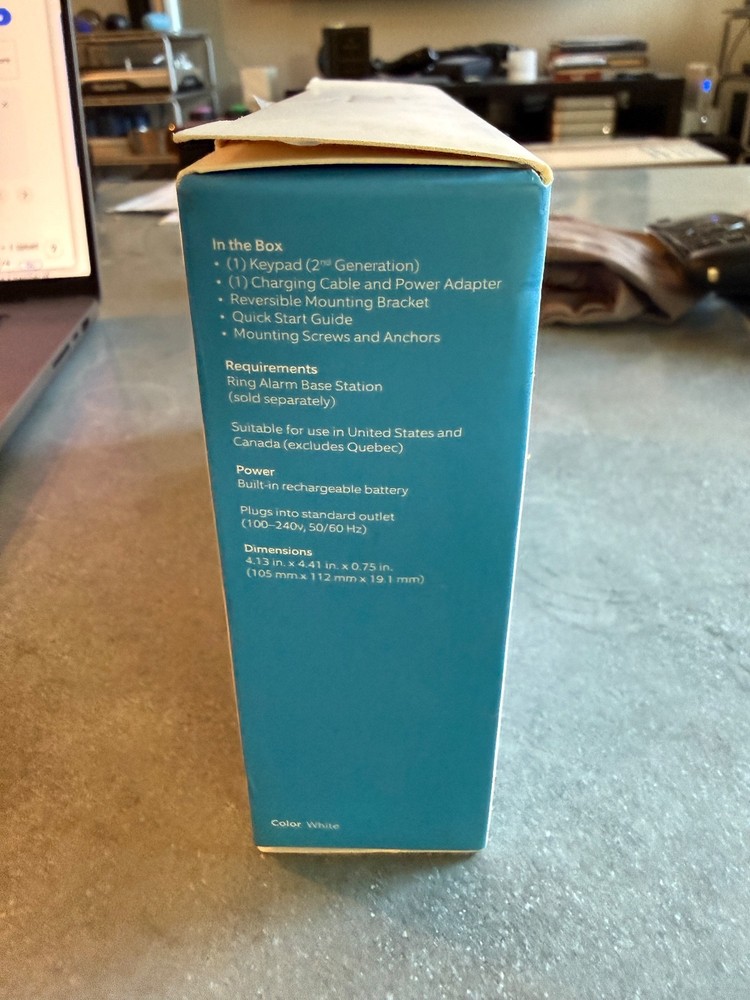 In the Box
• (1) Keypad (2nd Generation)
• (1) Charging Cable and Power Adapter
• Reversible Mounting Bracket
• Quick Start Guide
• Mounting Screws and Anchors
Requirements
Ring Alarm Base Station
(sold separately)
Suitable for use in United States and
Canada (excludes Quebec)
Power
Built-in rechargeable battery
Plugs into standard outlet
(100–240v, 50/60 Hz)
Dimensions
4.13 in. x 4.41 in. x 0.75 in.
(105 mm x 112 mm x 19.1 mm)
Color White